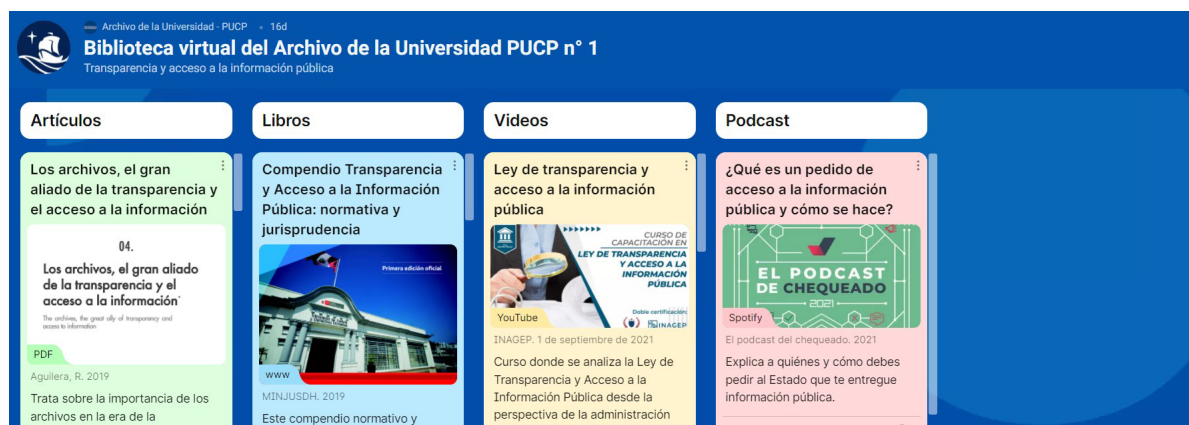 Archivo de la Universidad - PUCP • 16d
Biblioteca virtual del Archivo de la Universidad PUCP n° 1
Transparencia y acceso a la información pública
Artículos
Los archivos, el gran
aliado de la transparencia y
el acceso a la información
04.
Los archivos, el gran aliado
de la transparencia y el
acceso a la información*
The archives, the great ally of transparency and
access to information
PDF
Aguilera, R. 2019
Trata sobre la importancia de los
archivos en la era de la
Libros
Compendio Transparencia
y Acceso a la Información
Pública: normativa y
jurisprudencia
Primera edición oficial
www
MINJUSDH. 2019
Este compendio normativo y
Videos
Ley de transparencia y
acceso a la información
pública
CURSO DE
CAPACITACIÓN EN
LEY DE TRANSPARENCIA
Y ACCESO A LA
INFORMACIÓN
PÚBLICA
Doble certificación:
INAGEP
YouTube
INAGEP. 1 de septiembre de 2021
Curso donde se analiza la Ley de
Transparencia y Acceso a la
Información Pública desde la
perspectiva de la administración
Podcast
¿Qué es un pedido de
acceso a la información
pública y cómo se hace?
EL PODCAST
DE CHEQUEADO
2021
Spotify
El podcast del chequeado. 2021
Explica a quiénes y cómo debes
pedir al Estado que te entregue
información pública.